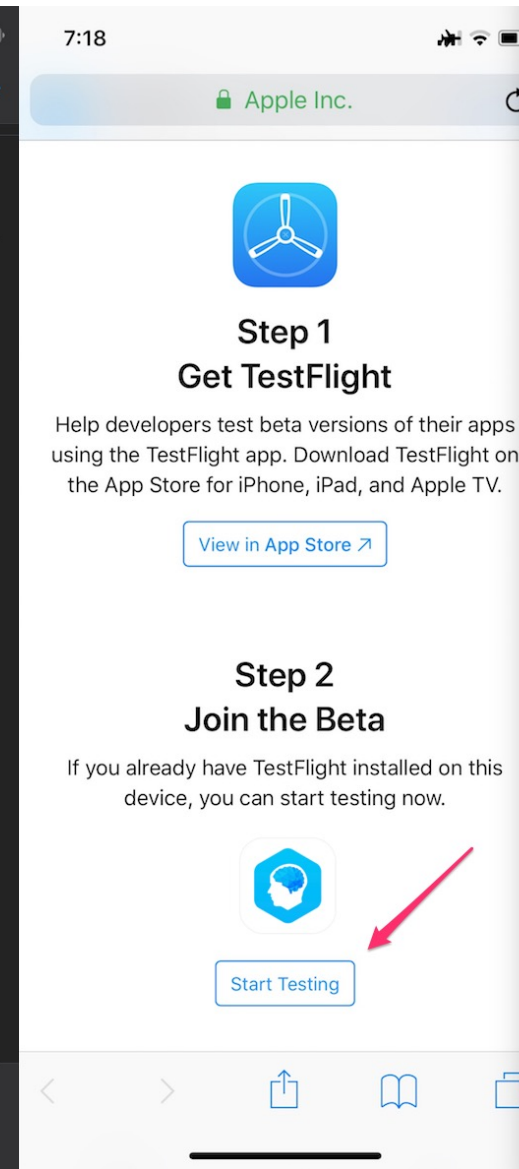 7:18
Apple Inc.
Step 1
Get TestFlight
Help developers test beta versions of their apps
using the TestFlight app. Download TestFlight on
the App Store for iPhone, iPad, and Apple TV.
View in App Store
Step 2
Join the Beta
If you already have TestFlight installed on this
device, you can start testing now.
Start Testing